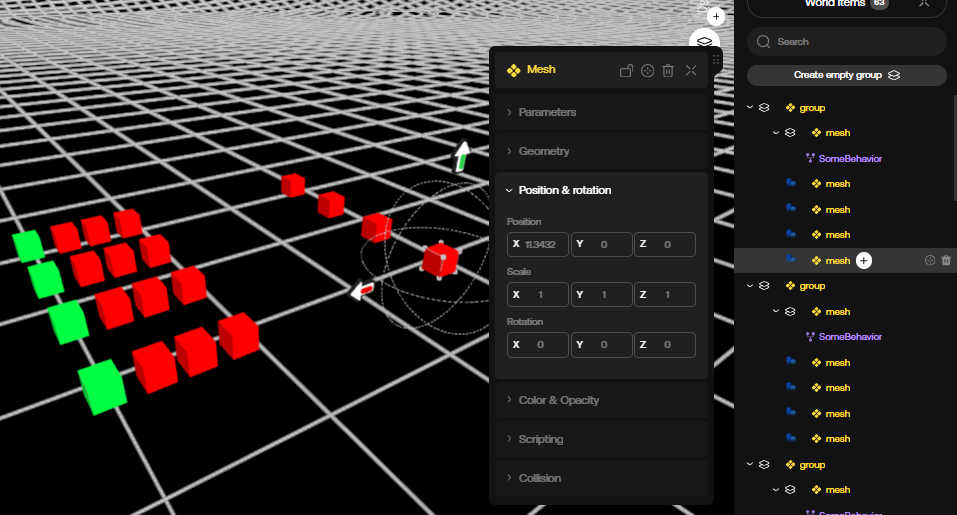 World Items 63
Search
Create empty group
Mesh
Parameters
Geometry
Position & rotation
Position
X 11.3432 Y 0 Z 0
Scale
X 1 Y 1 Z 1
Rotation
X 0 Y 0 Z 0
Color & Opacity
Scripting
Collision
group
mesh
SomeBehavior
mesh
mesh
mesh
mesh
group
mesh
SomeBehavior
mesh
mesh
mesh
mesh
group
mesh
SomeBehavior